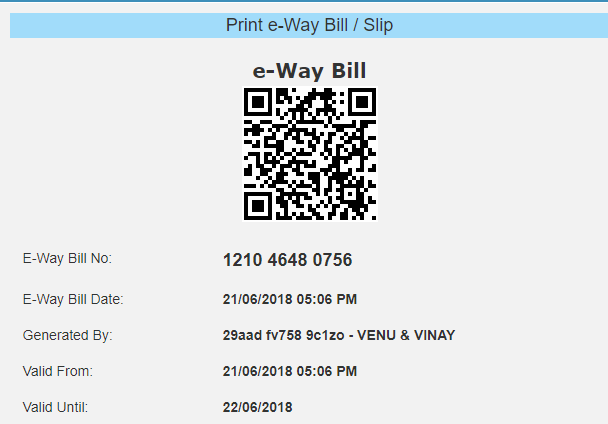 Print e-Way Bill / Slip
e-Way Bill
E-Way Bill No: 1210 4648 0756
E-Way Bill Date: 21/06/2018 05:06 PM
Generated By: 29aad fv758 9c1zo - VENU & VINAY
Valid From: 21/06/2018 05:06 PM
Valid Until: 22/06/2018